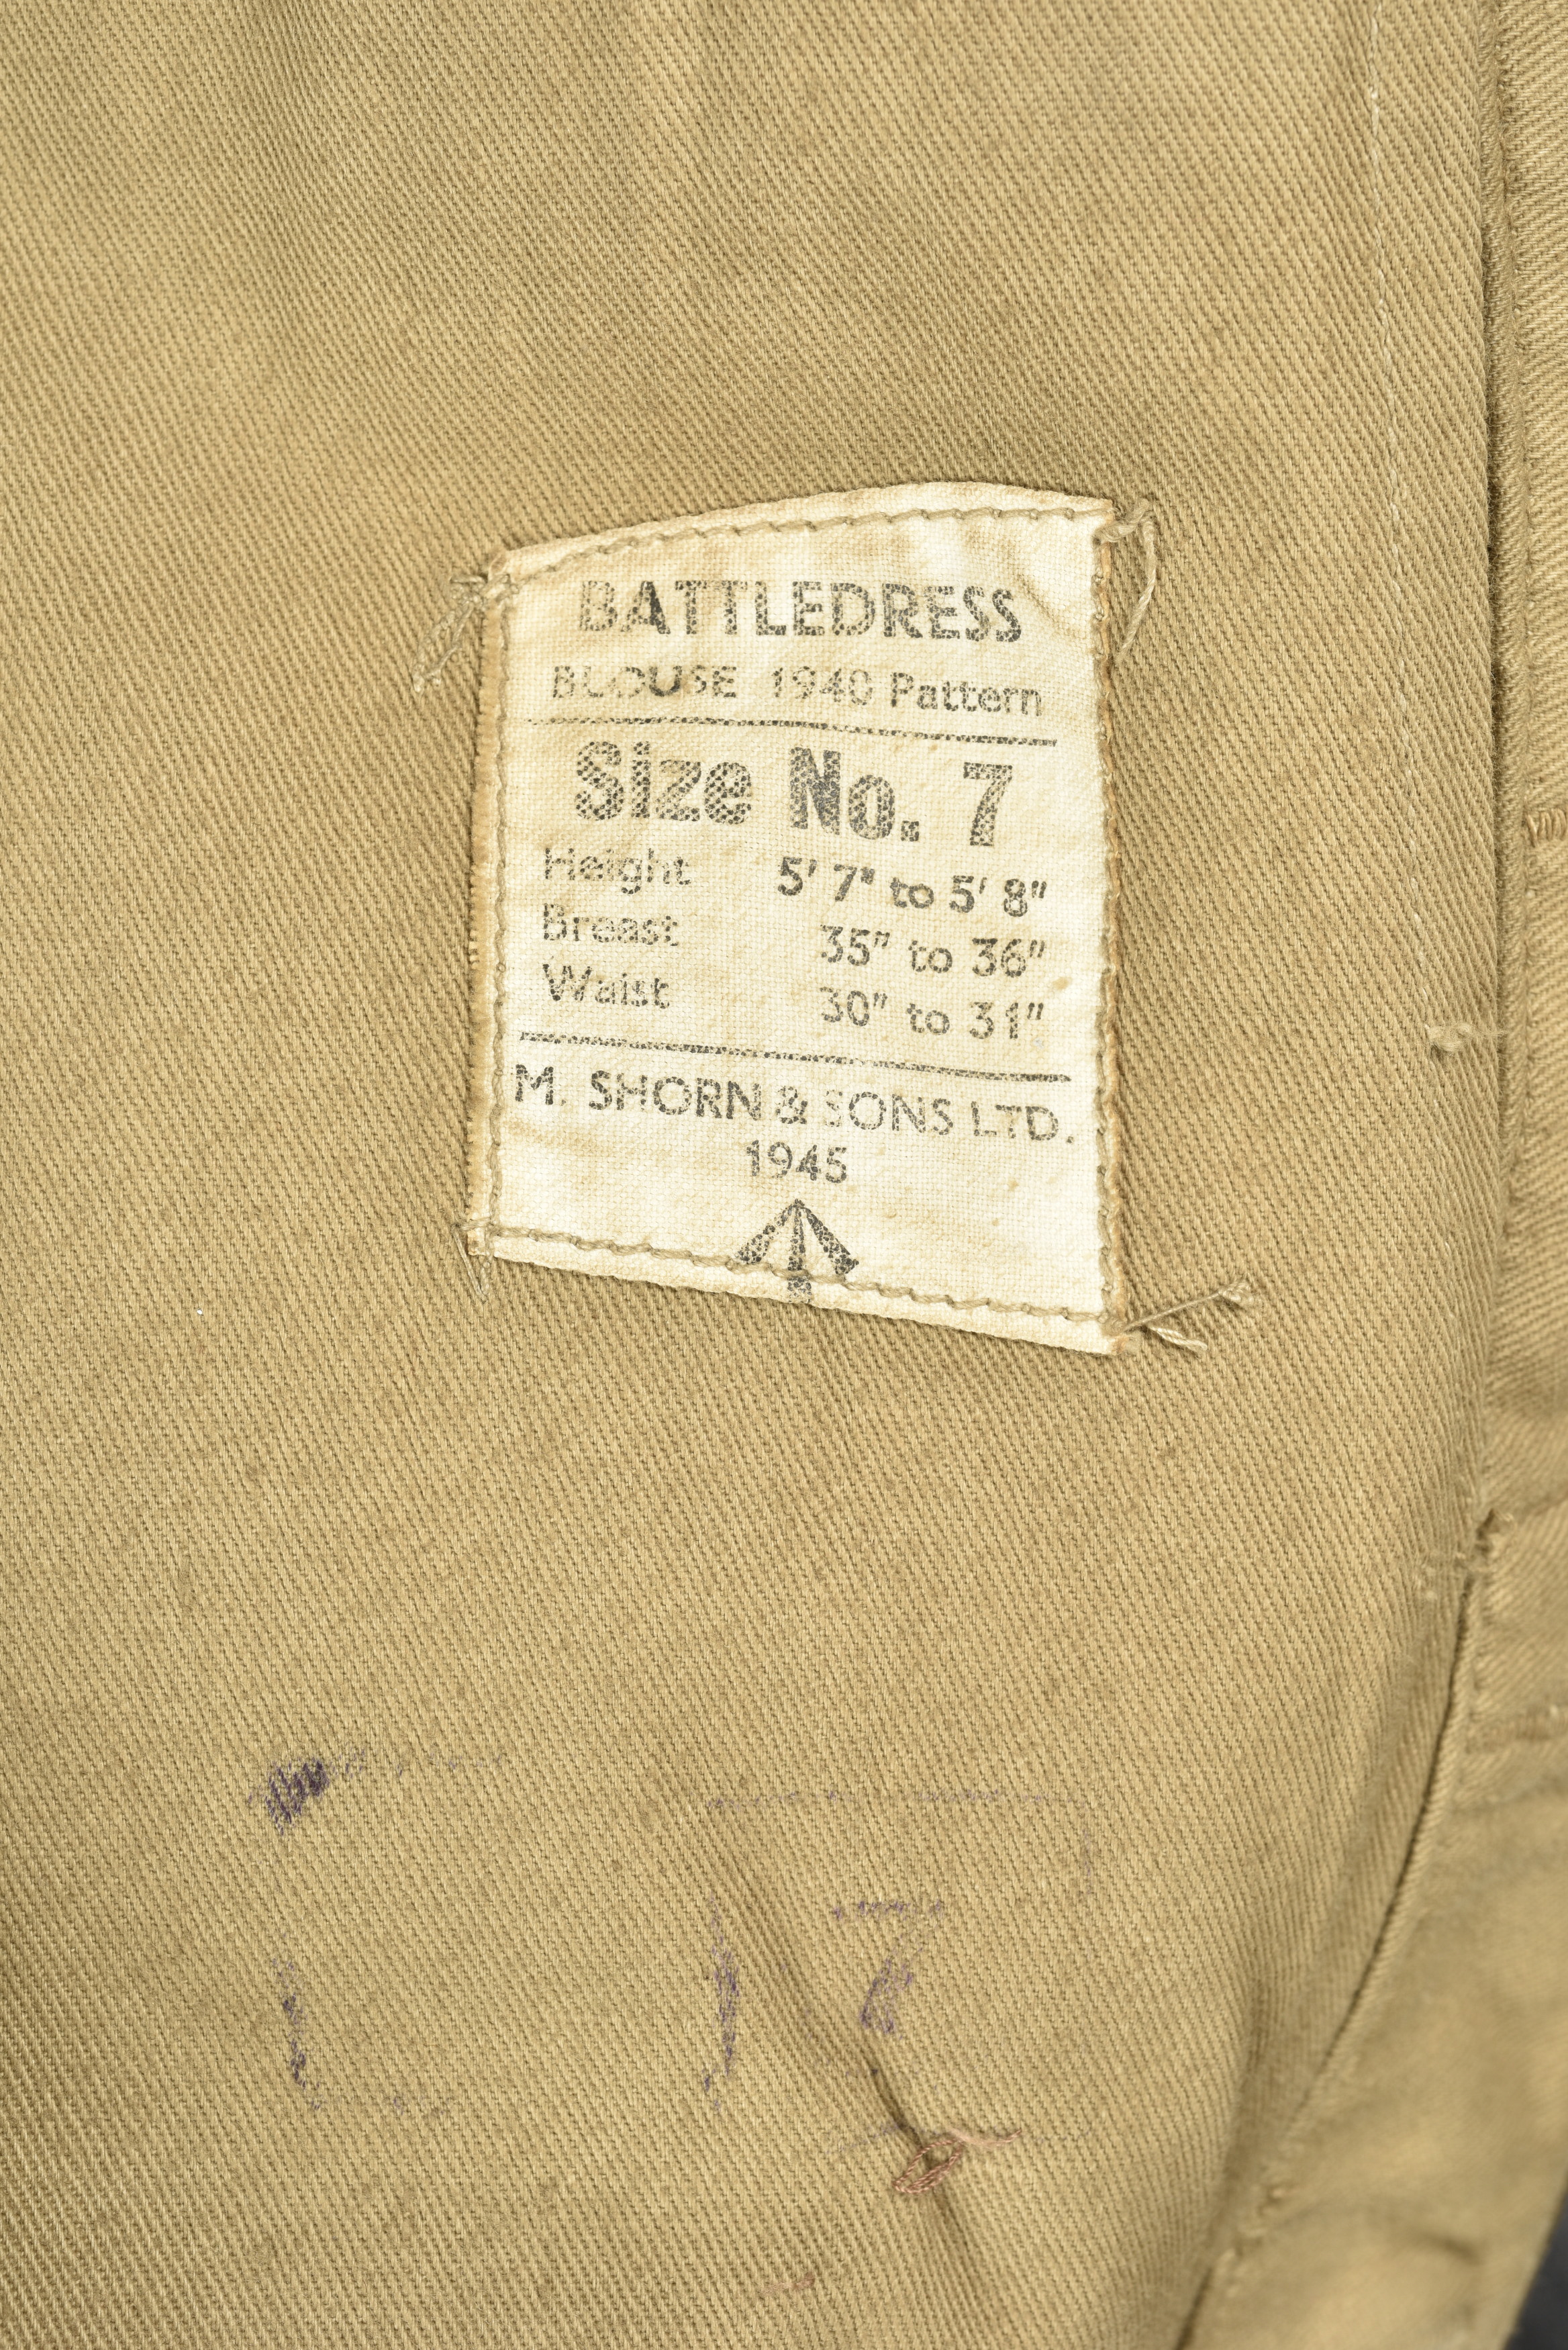 BATTLEDRESS
BLOUSE 1940 Pattern
Size No. 7
Height 5' 7" to 5' 8"
Breast 35" to 36"
Waist 30" to 31"
M. SHORN & SONS LTD.
1945